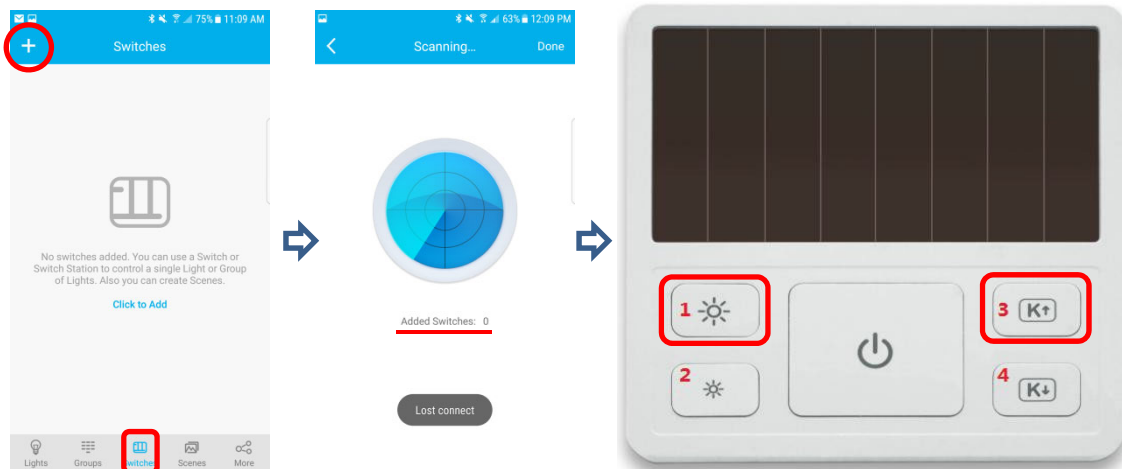 75% 11:09 AM
Switches
No switches added. You can use a Switch or
Switch Station to control a single Light or Group
of Lights. Also you can create Scenes.
Click to Add
Lights
Groups
Switches
Scenes
More
63% 12:09 PM
Scanning...
Done
Added Switches: 0
Lost connect
1
3 K↑
2
4 K↓